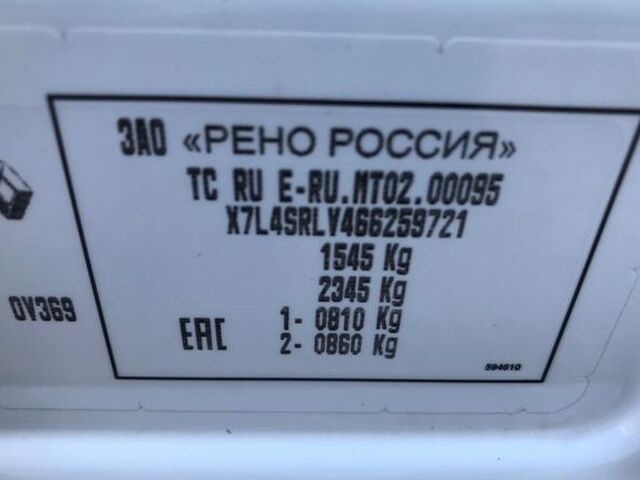 ЗАО «РЕНО РОССИЯ»
TC RU E-RU.MT02.00095
X7L4SRLV466259721
1545 Kg
2345 Kg
1- 0810 Kg
2- 0860 Kg
0V369
EAC
594610